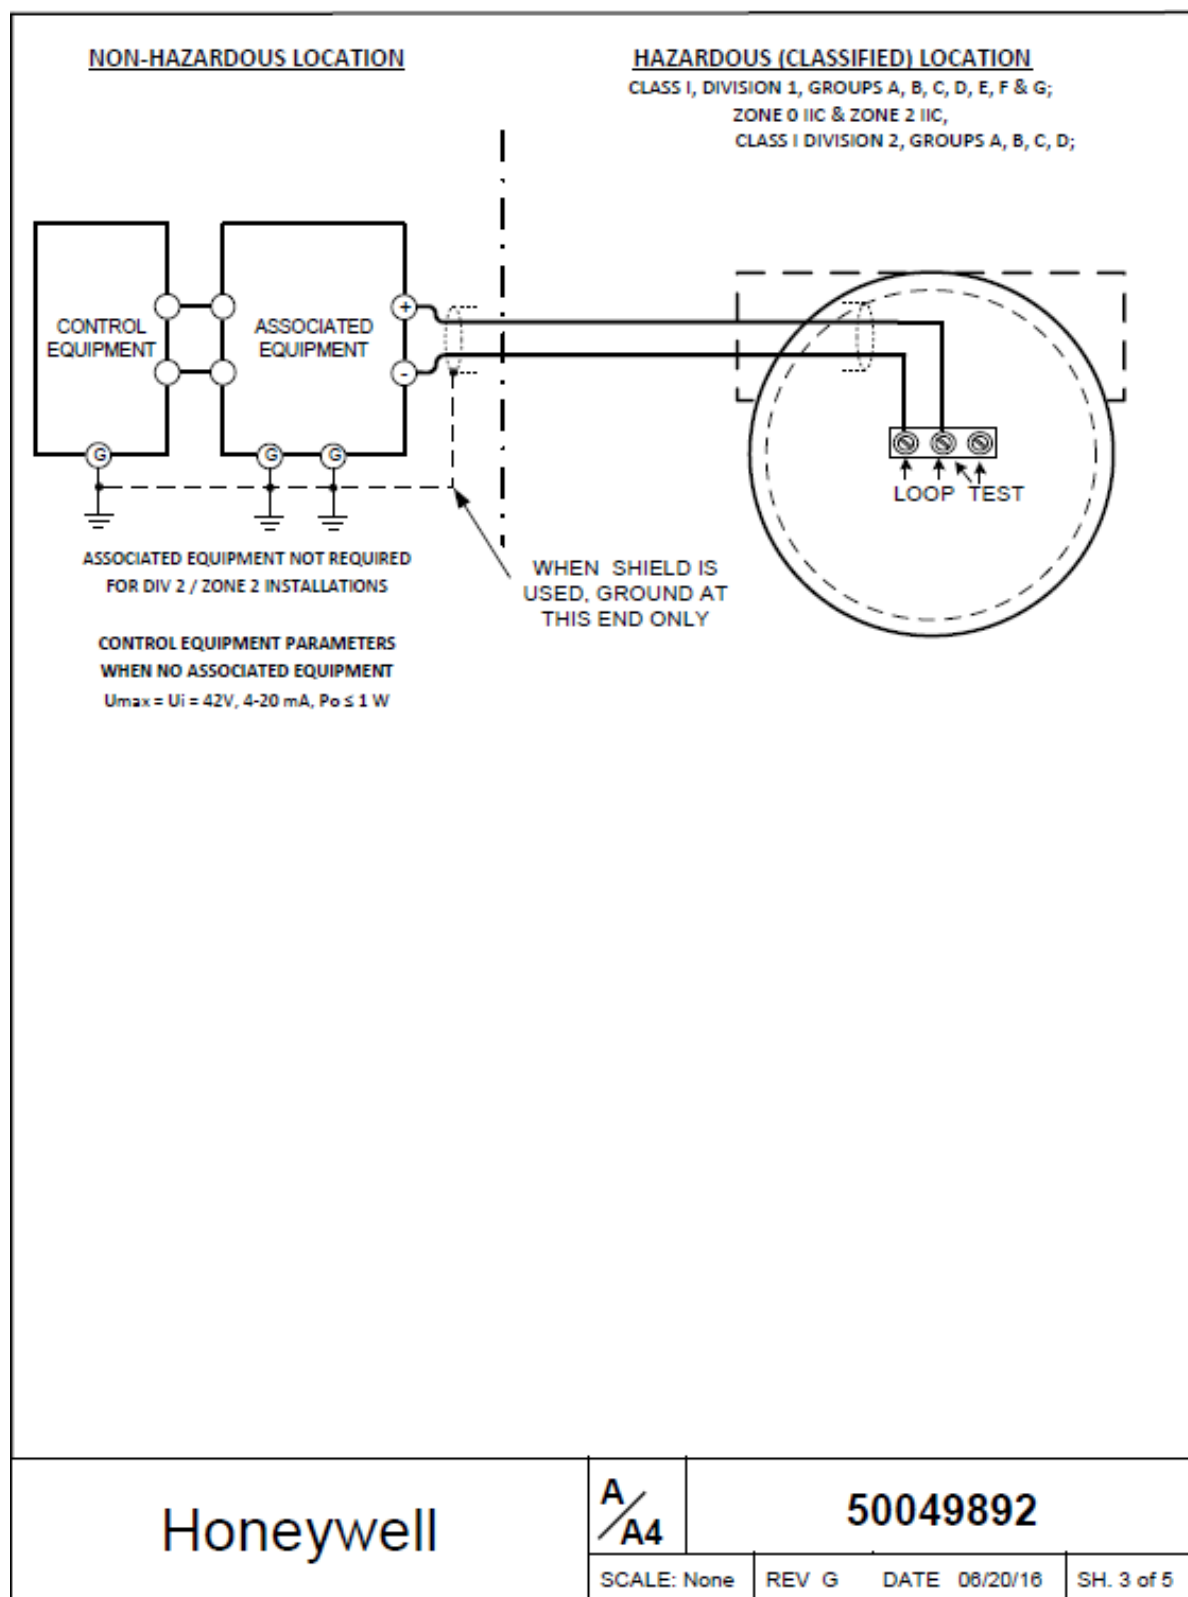 NON-HAZARDOUS LOCATION
HAZARDOUS (CLASSIFIED) LOCATION
CLASS I, DIVISION 1, GROUPS A, B, C, D, E, F & G;
ZONE 0 IIC & ZONE 2 IIC,
CLASS I DIVISION 2, GROUPS A, B, C, D;
CONTROL
EQUIPMENT
ASSOCIATED
EQUIPMENT
+
-
G
G
G
LOOP TEST
ASSOCIATED EQUIPMENT NOT REQUIRED
FOR DIV 2 / ZONE 2 INSTALLATIONS
WHEN SHIELD IS
USED, GROUND AT
THIS END ONLY
CONTROL EQUIPMENT PARAMETERS
WHEN NO ASSOCIATED EQUIPMENT
Umax = Ui = 42V, 4-20 mA, Po ≤ 1 W
Honeywell
A/A4
50049892
SCALE: None
REV G
DATE 06/20/16
SH. 3 of 5